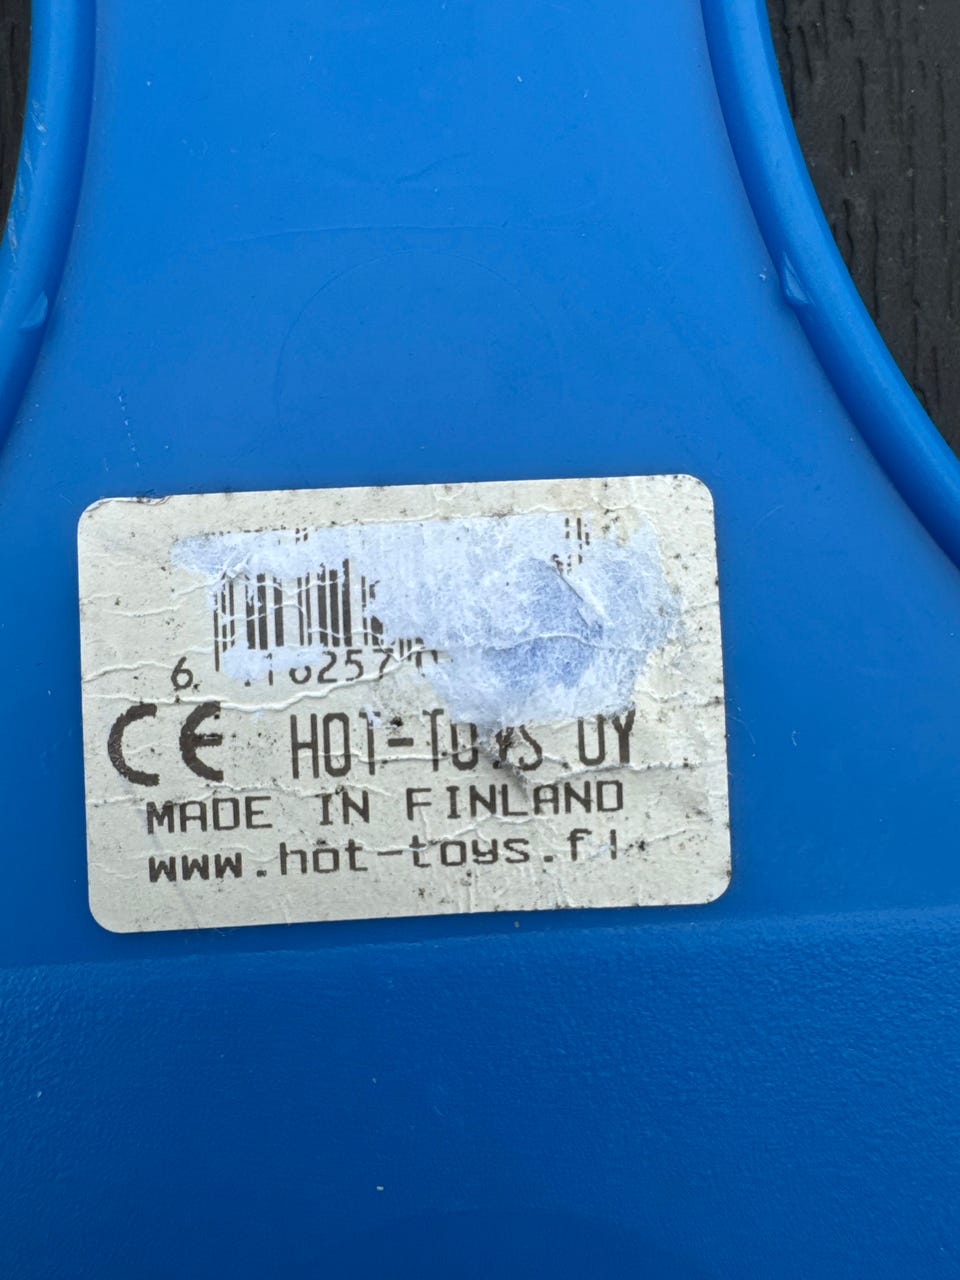 CE HOT-TOYS OY
MADE IN FINLAND
www.hot-toys.fi